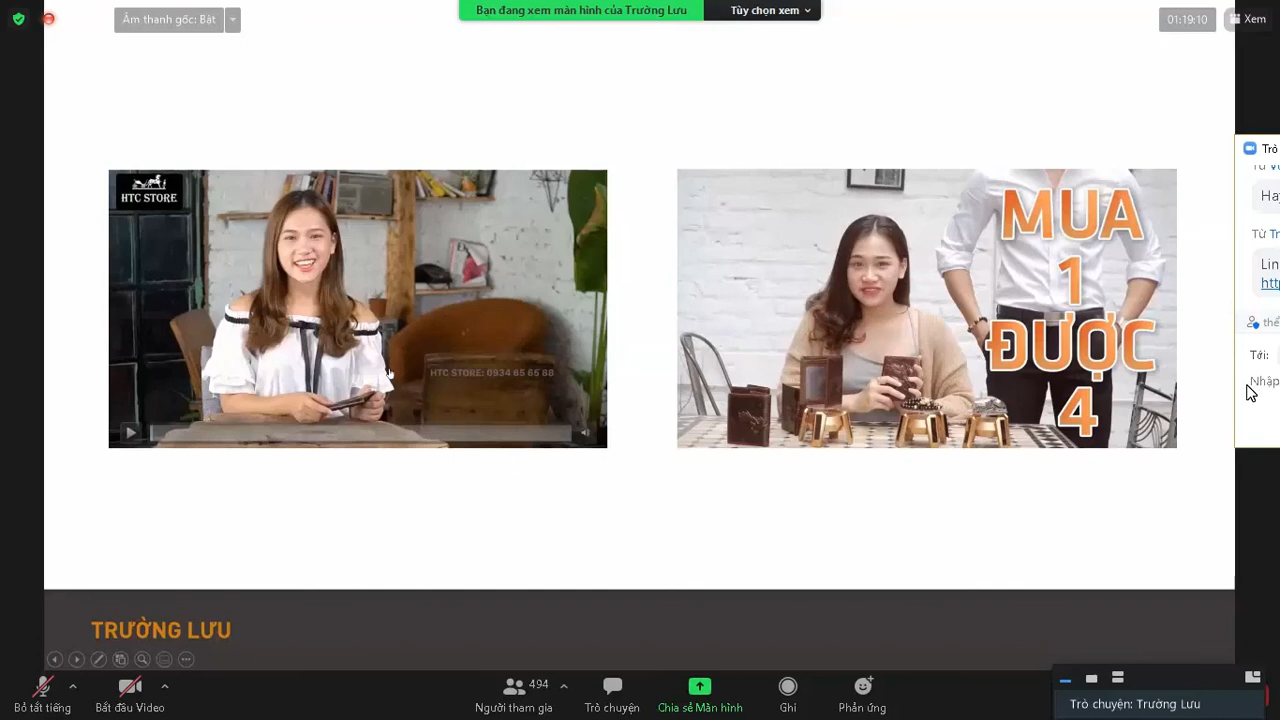 Âm thanh gốc: Bật
Bạn đang xem màn hình của Trường Lưu
Tùy chọn xem
01:19:10
Xem
HTC STORE
HTC STORE: 0934 65 65 88
MUA
1
ĐƯỢC
4
Trò
Từ
Từ Tr
Lin
Tới:
Nhập
TRƯỜNG LƯU
Bỏ tắt tiếng
Bắt đầu Video
494
Người tham gia
Trò chuyện
Chia sẻ Màn hình
Ghi
Phản ứng
Trò chuyện: Trường Lưu